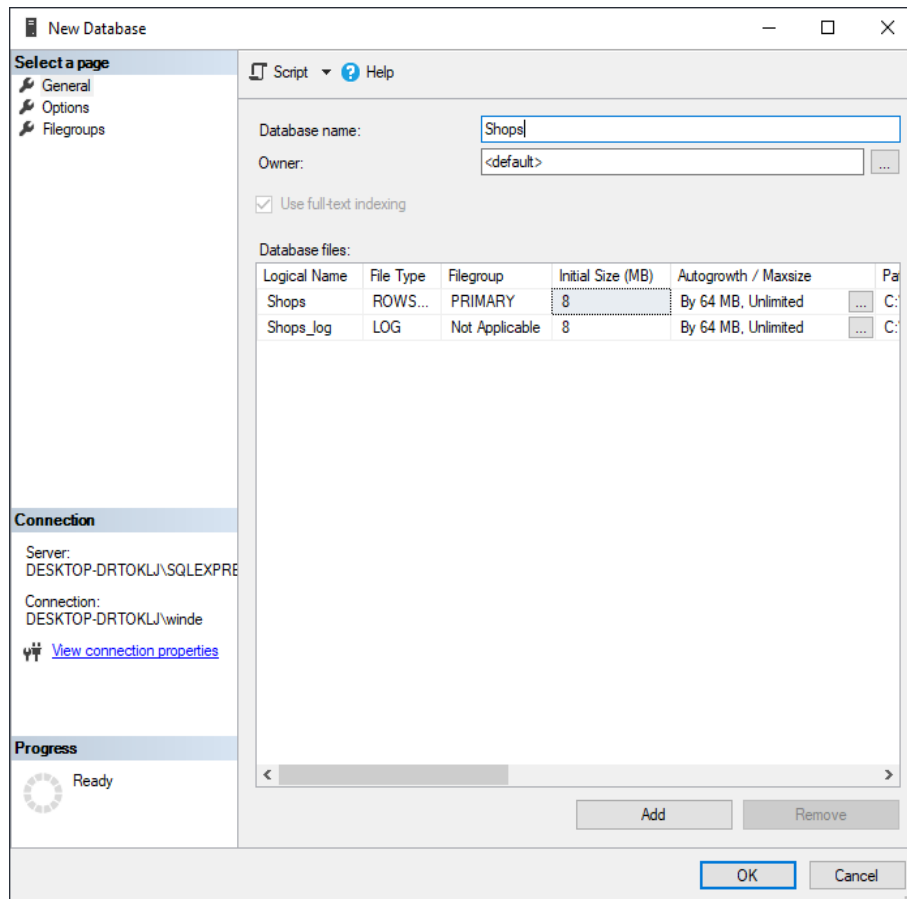 New Database
Select a page
General
Options
Filegroups
Script
Help
Database name:
Shops
Owner:
<default>
...
Use full-text indexing
Database files:
Logical Name File Type Filegroup Initial Size (MB) Autogrowth / Maxsize Pa
Shops ROWS... PRIMARY 8 By 64 MB, Unlimited ... C:\
Shops_log LOG Not Applicable 8 By 64 MB, Unlimited ... C:\
Connection
Server:
DESKTOP-DRTOKLJ\SQLEXPRE
Connection:
DESKTOP-DRTOKLJ\winde
View connection properties
Progress
Ready
Add Remove
OK Cancel